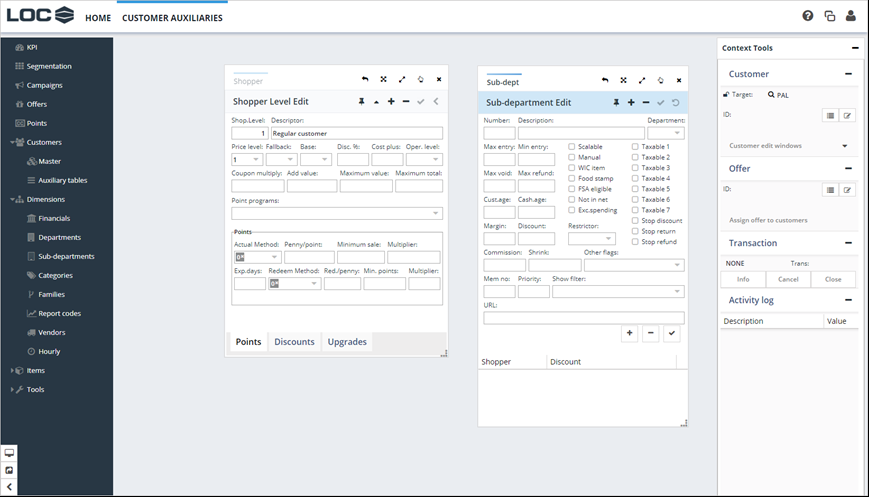 LOC HOME CUSTOMER AUXILIARIES
KPI
Segmentation
Campaigns
Offers
Points
Customers
Master
Auxiliary tables
Dimensions
Financials
Departments
Sub-departments
Categories
Families
Report codes
Vendors
Hourly
Items
Tools
Shopper
Shopper Level Edit
Shop.Level: Descriptor:
1 Regular customer
Price level: Fallback: Base: Disc. %: Cost plus: Oper. level:
1
Coupon multiply: Add value: Maximum value: Maximum total:
Point programs:
Points
Actual Method: Penny/point: Minimum sale: Multiplier:
0*
Exp.days: Redeem Method: Red./penny: Min. points: Multiplier:
0*
Points Discounts Upgrades
Sub-dept
Sub-department Edit
Number: Description: Department:
Max entry: Min entry:
Max void: Max refund:
Cust.age: Cash.age:
Margin: Discount: Restrictor:
Scalable
Manual
WIC item
Food stamp
FSA eligible
Not in net
Exc.spending
Taxable 1
Taxable 2
Taxable 3
Taxable 4
Taxable 5
Taxable 6
Taxable 7
Stop discount
Stop return
Stop refund
Commission: Shrink: Other flags:
Mem no: Priority: Show filter:
URL:
Shopper Discount
Context Tools
Customer
Target: PAL
ID:
Customer edit windows
Offer
ID:
Assign offer to customers
Transaction
NONE Trans:
Info Cancel Close
Activity log
Description Value